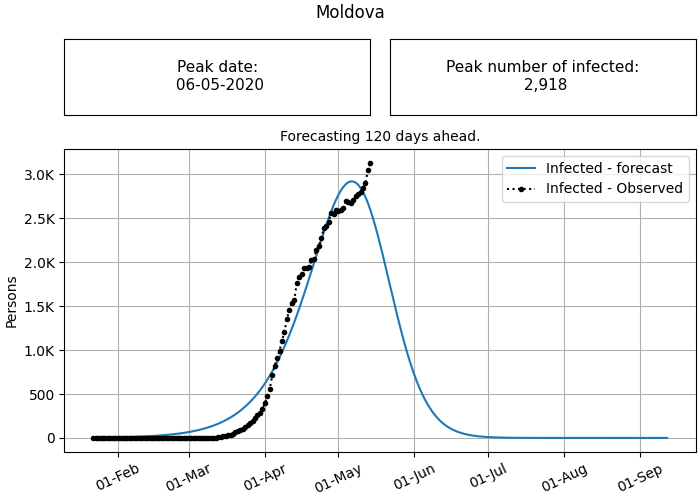 Moldova
Peak date:
06-05-2020
Peak number of infected:
2,918
Forecasting 120 days ahead.
Infected - forecast
Infected - Observed
3.0K
2.5K
2.0K
1.5K
1.0K
500
0
Persons
01-Feb
01-Mar
01-Apr
01-May
01-Jun
01-Jul
01-Aug
01-Sep